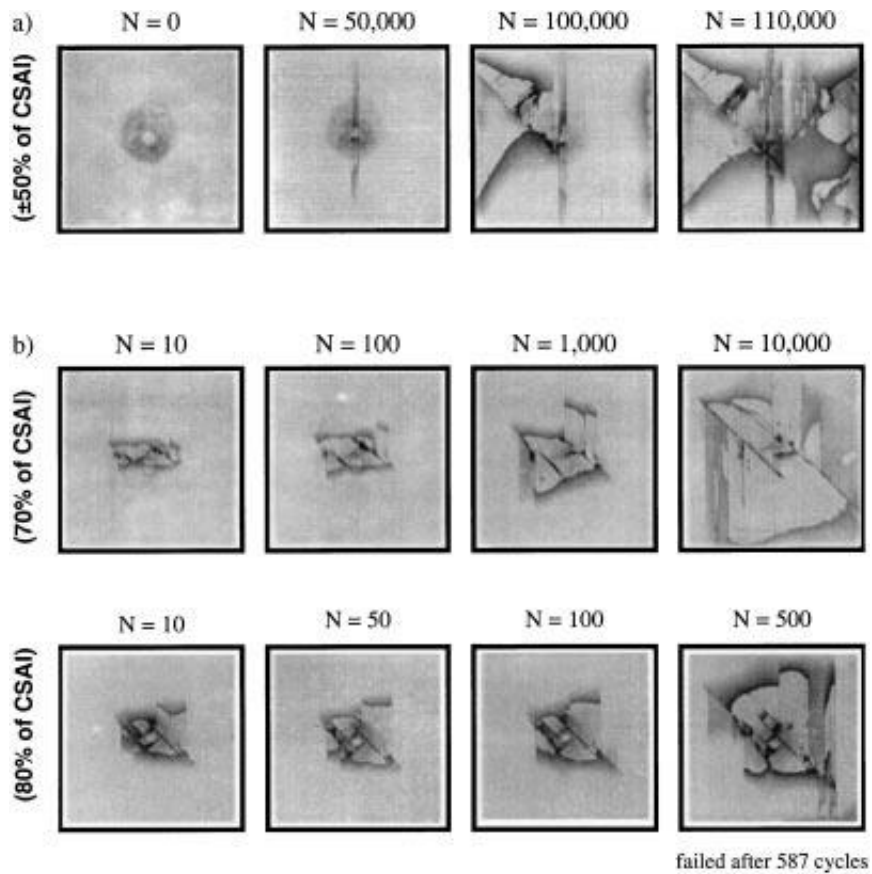 a)
N = 0
N = 50,000
N = 100,000
N = 110,000
(±50% of CSAI)
b)
N = 10
N = 100
N = 1,000
N = 10,000
(70% of CSAI)
N = 10
N = 50
N = 100
N = 500
(80% of CSAI)
failed after 587 cycles